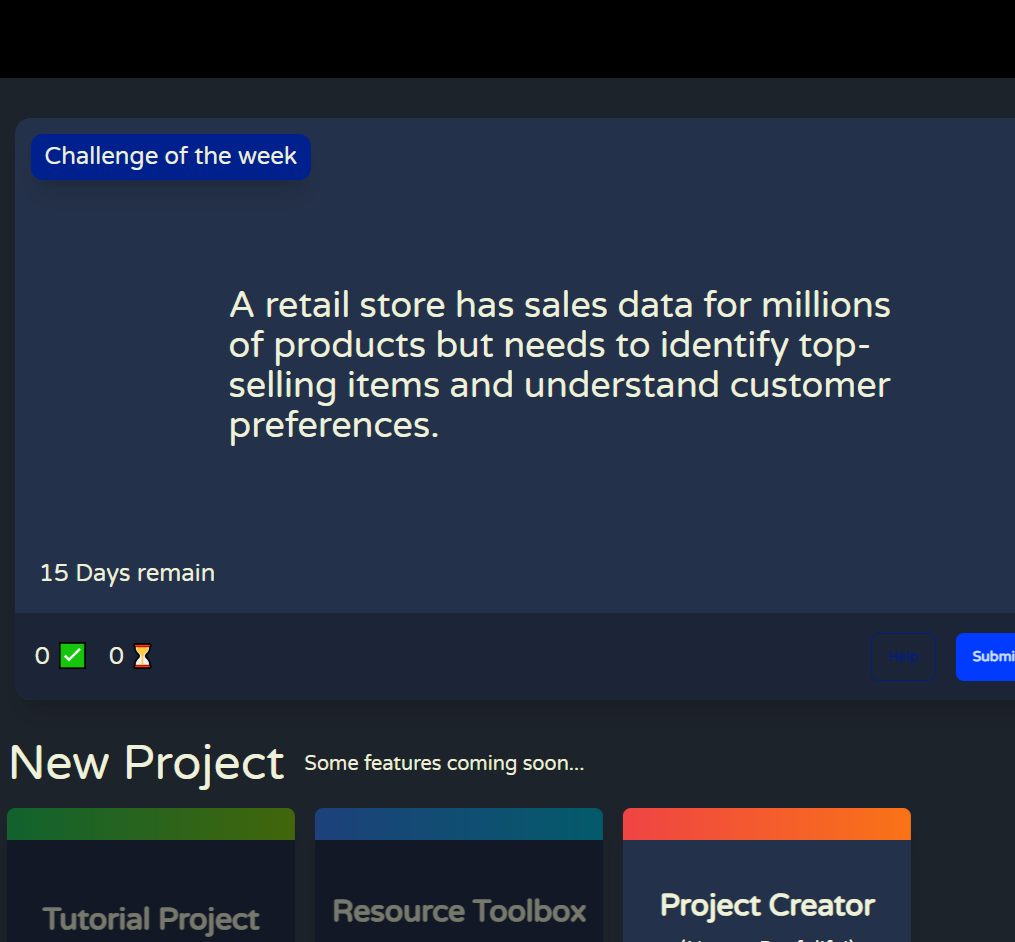 Challenge of the week
A retail store has sales data for millions
of products but needs to identify top-
selling items and understand customer
preferences.
15 Days remain
0 ✅ 0 ⏳
Help
Submi
New Project
Some features coming soon...
Tutorial Project
Resource Toolbox
Project Creator